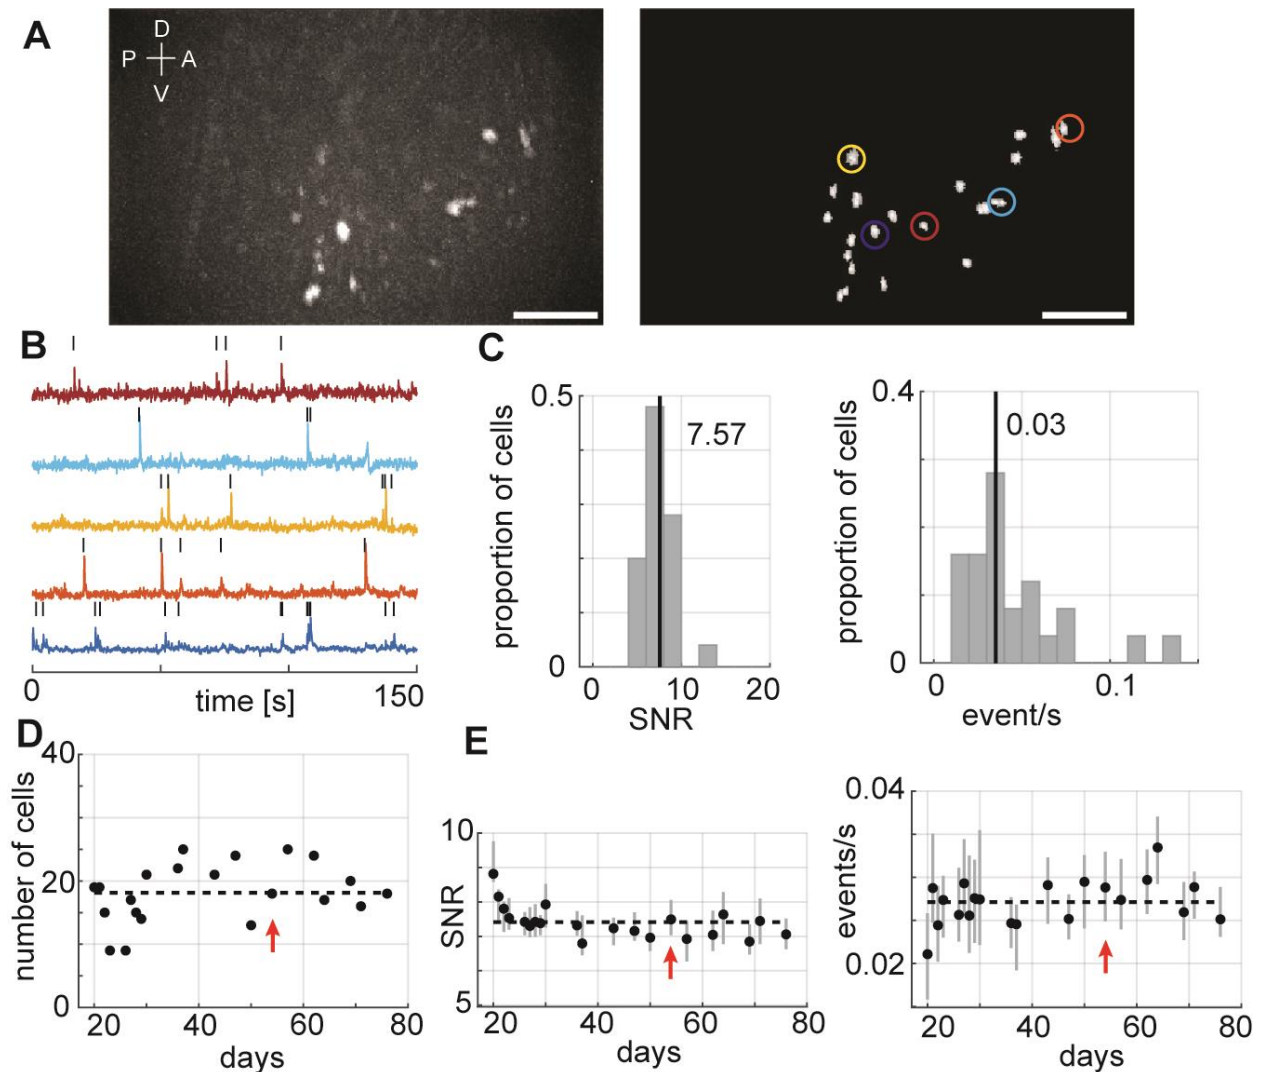 A
D
P A
V
B
0
150
time [s]
C
proportion of cells
0.5
0
7.57
0 10 20
SNR
proportion of cells
0.4
0
0.03
0 0.1
event/s
D
number of cells
40
20
0
20 40 60 80
days
E
SNR
10
5
20 40 60 80
days
events/s
0.04
0.02
20 40 60 80
days